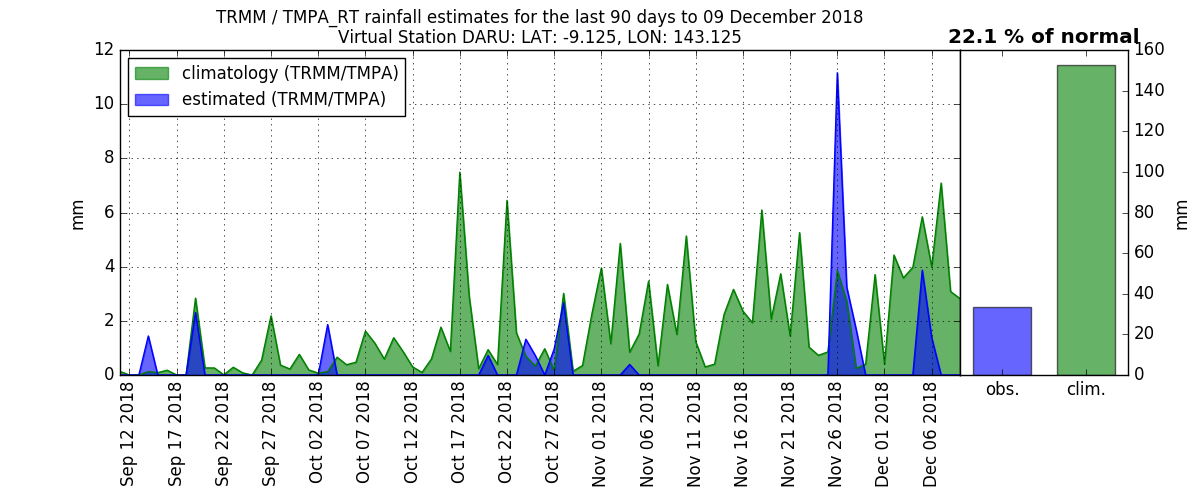 TRMM / TMPA_RT rainfall estimates for the last 90 days to 09 December 2018
Virtual Station DARU: LAT: -9.125, LON: 143.125
22.1 % of normal
climatology (TRMM/TMPA)
estimated (TRMM/TMPA)
12
10
8
6
4
2
0
mm
Sep 12 2018
Sep 17 2018
Sep 22 2018
Sep 27 2018
Oct 02 2018
Oct 07 2018
Oct 12 2018
Oct 17 2018
Oct 22 2018
Oct 27 2018
Nov 01 2018
Nov 06 2018
Nov 11 2018
Nov 16 2018
Nov 21 2018
Nov 26 2018
Dec 01 2018
Dec 06 2018
obs.
clim.
160
140
120
100
80
60
40
20
0
mm